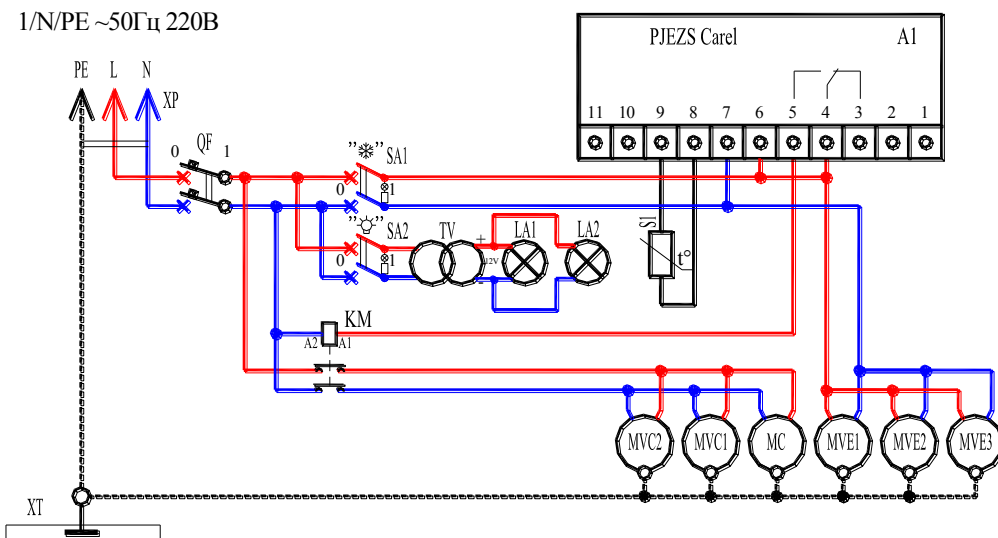 1/N/PE ~50Гц 220В
PJEZS Carel A1
PE L N
XP
11 10 9 8 7 6 5 4 3 2 1
0 QF 1
"❄" SA1
0 1
"💡" SA2
0 1
TV + 12V -
LA1 LA2
S1 t°
KM
A2 A1
MVC2 MVC1 MC MVE1 MVE2 MVE3
XT